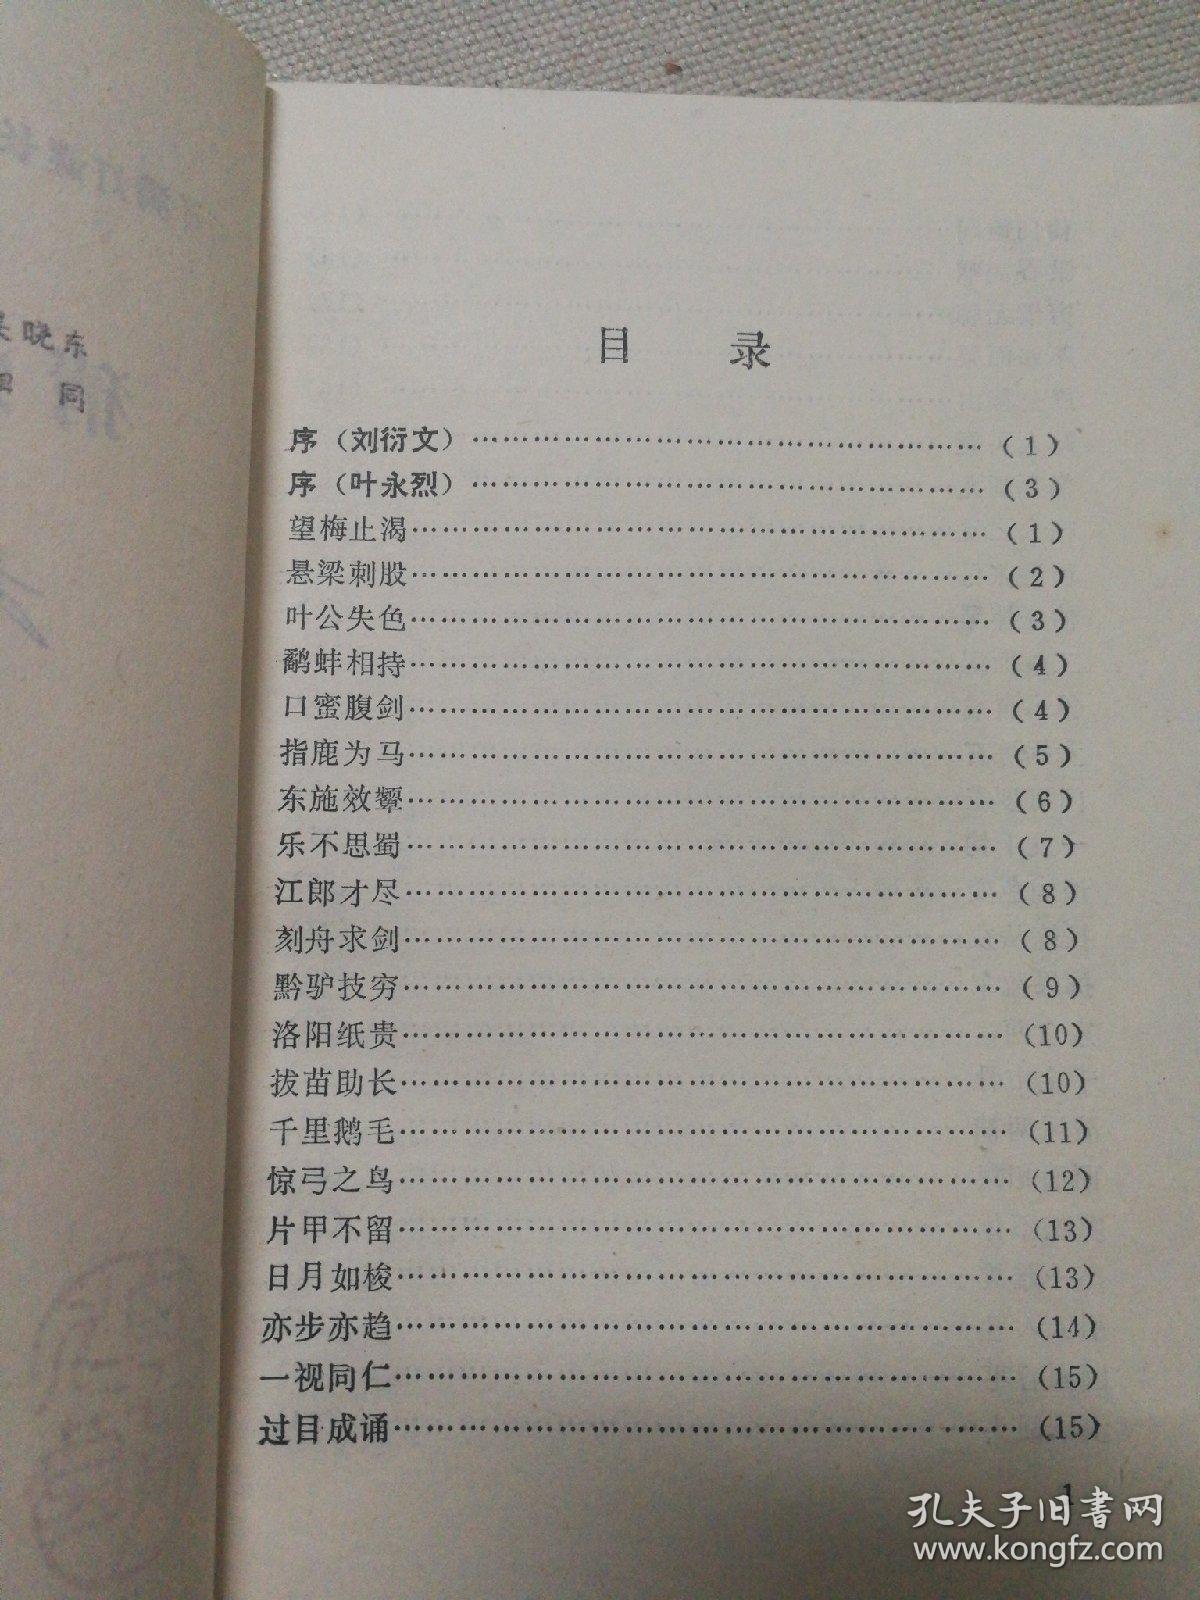 晓东
同
目 录
序（刘衍文）……………………………………………（1）
序（叶永烈）……………………………………………（3）
望梅止渴…………………………………………………（1）
悬梁刺股…………………………………………………（2）
叶公失色…………………………………………………（3）
鹬蚌相持…………………………………………………（4）
口蜜腹剑…………………………………………………（4）
指鹿为马…………………………………………………（5）
东施效颦…………………………………………………（6）
乐不思蜀…………………………………………………（7）
江郎才尽…………………………………………………（8）
刻舟求剑…………………………………………………（8）
黔驴技穷…………………………………………………（9）
洛阳纸贵…………………………………………………（10）
拔苗助长…………………………………………………（10）
千里鹅毛…………………………………………………（11）
惊弓之鸟…………………………………………………（12）
片甲不留…………………………………………………（13）
日月如梭…………………………………………………（13）
亦步亦趋…………………………………………………（14）
一视同仁…………………………………………………（15）
过目成诵…………………………………………………（15）
1
孔夫子旧書网
www.kongfz.com